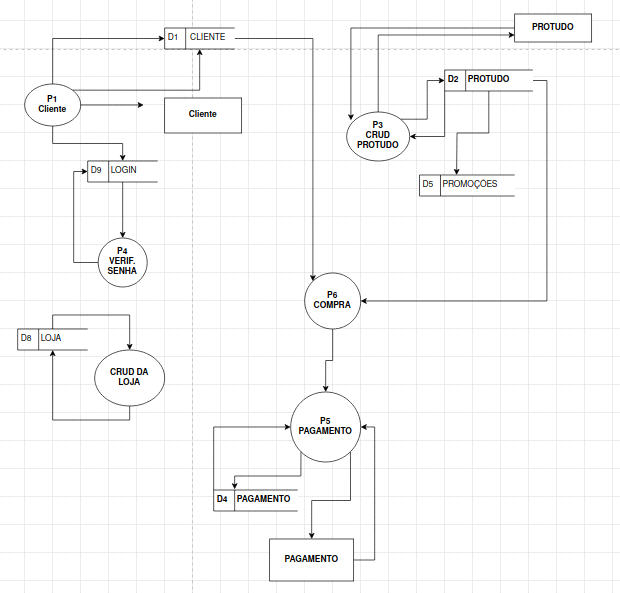 PROTUDO
D1 CLIENTE
D2 PROTUDO
P1
Cliente
Cliente
P3
CRUD
PROTUDO
D9 LOGIN
D5 PROMOÇÕES
P4
VERIF.
SENHA
P6
COMPRA
D8 LOJA
CRUD DA
LOJA
P5
PAGAMENTO
D4 PAGAMENTO
PAGAMENTO